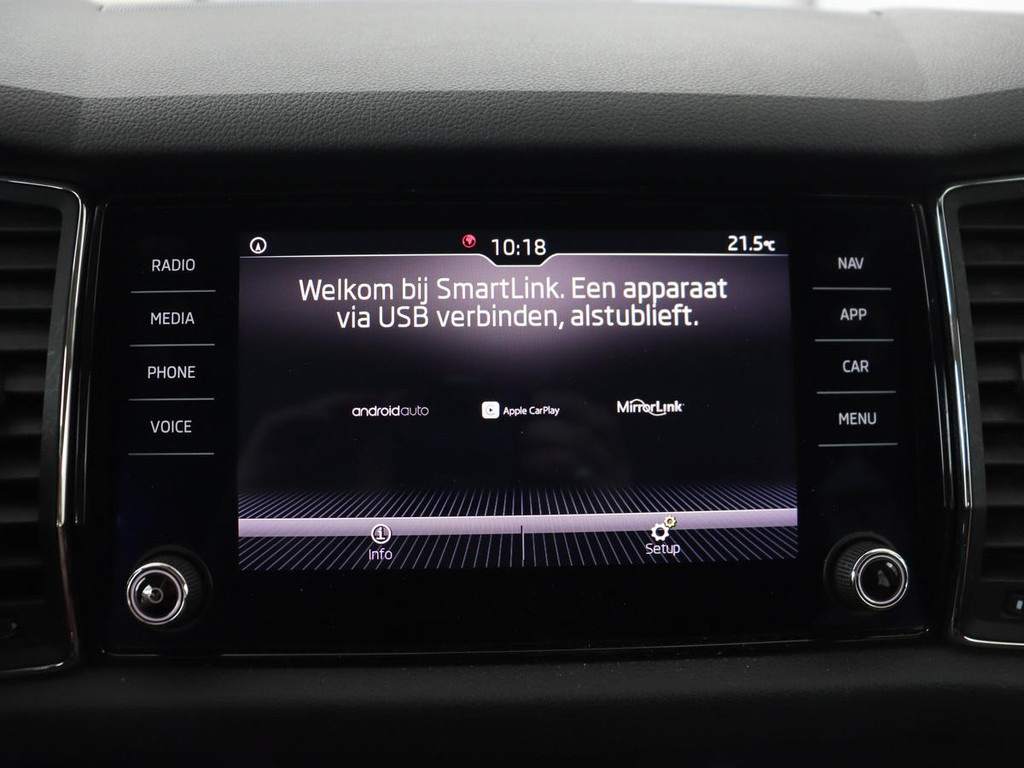 10:18
21.5°C
RADIO
MEDIA
PHONE
VOICE
Welkom bij SmartLink. Een apparaat
via USB verbinden, alstublieft.
androidauto
Apple CarPlay
MirrorLink
Info
Setup
NAV
APP
CAR
MENU